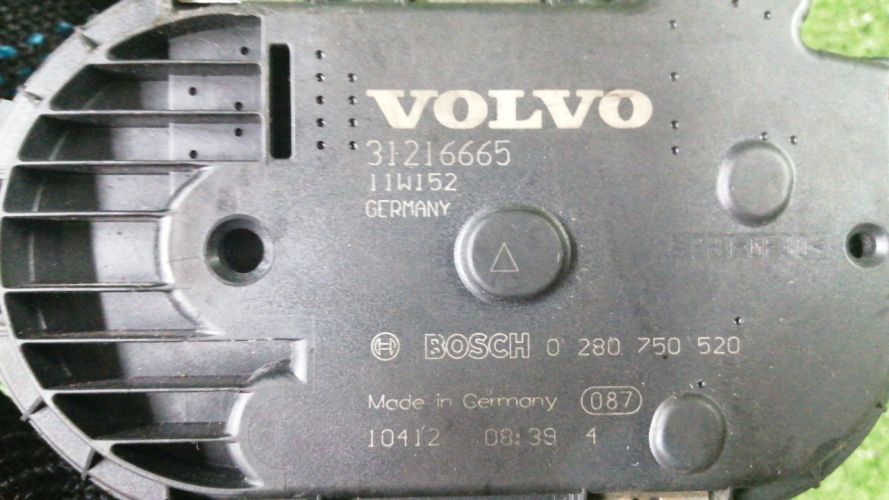 VOLVO
31216665
11W152
GERMANY
BOSCH 0 280 750 520
Made in Germany 087
10412 08:39 4